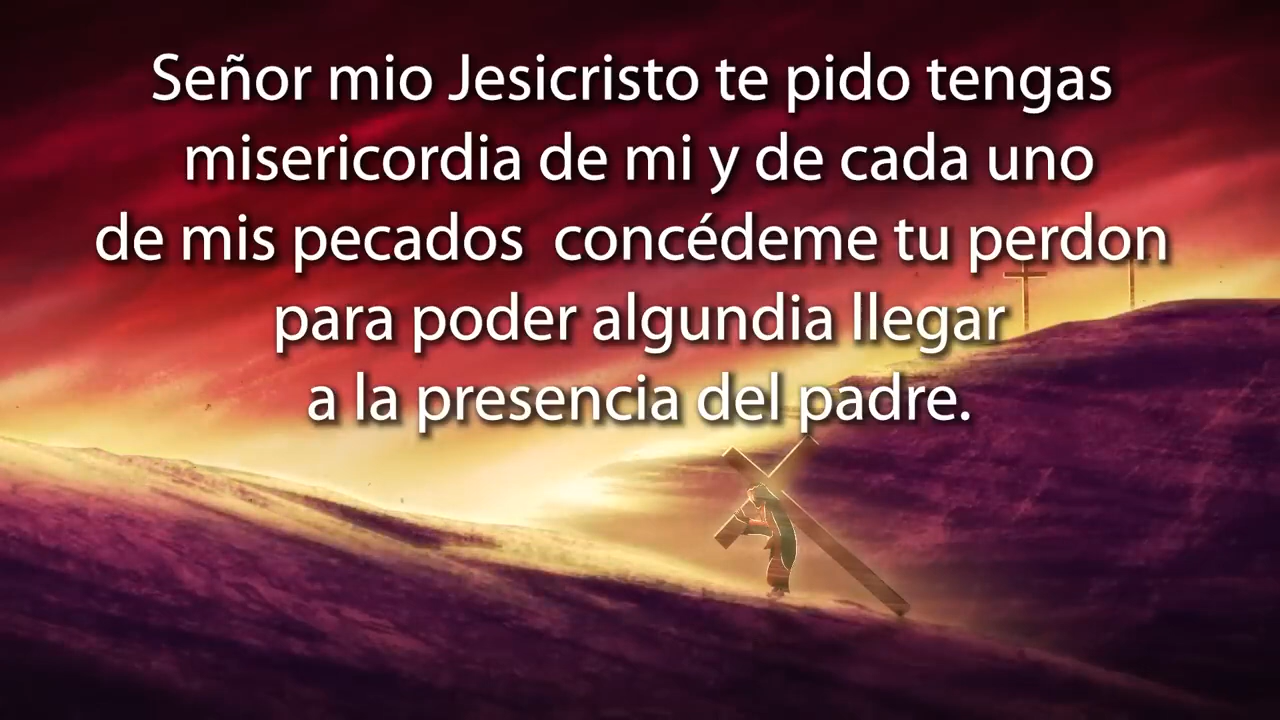 Señor mio Jesicristo te pido tengas
misericordia de mi y de cada uno
de mis pecados  concédeme tu perdon
para poder algundia llegar
a la presencia del padre.